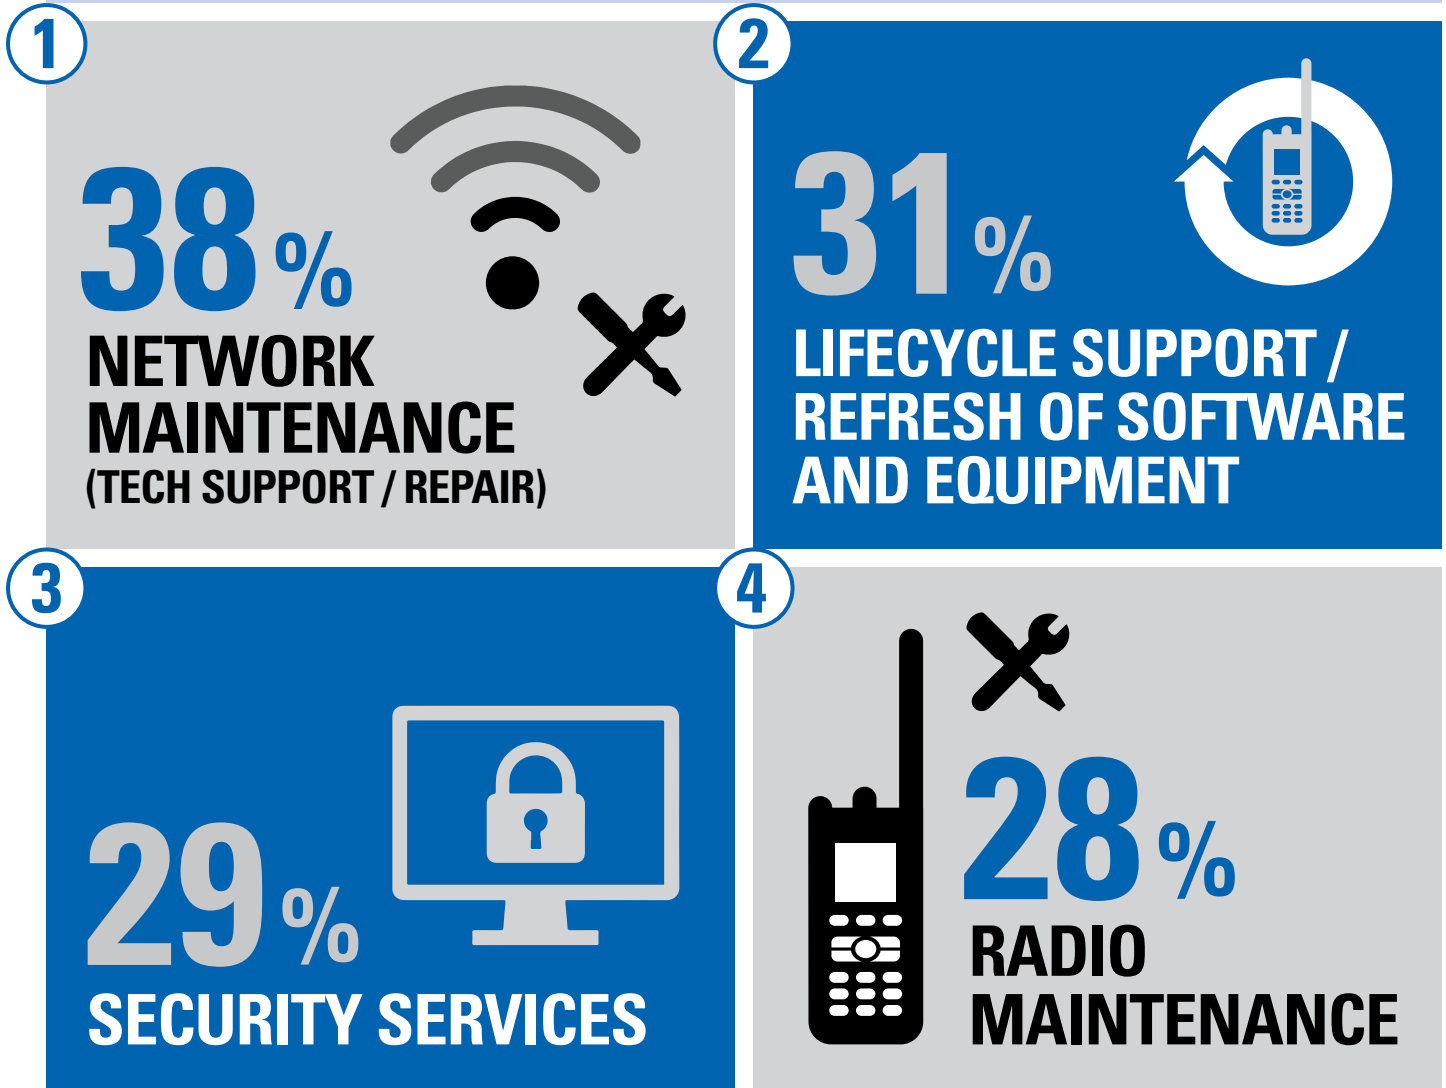 1
38%
NETWORK
MAINTENANCE
(TECH SUPPORT / REPAIR)
2
31%
LIFECYCLE SUPPORT /
REFRESH OF SOFTWARE
AND EQUIPMENT
3
29%
SECURITY SERVICES
4
28%
RADIO
MAINTENANCE